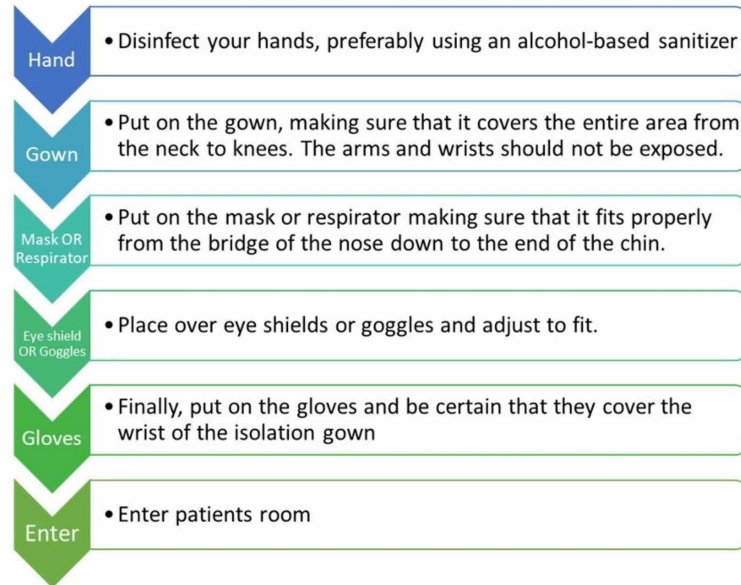 Hand
• Disinfect your hands, preferably using an alcohol-based sanitizer
Gown
• Put on the gown, making sure that it covers the entire area from
the neck to knees. The arms and wrists should not be exposed.
Mask OR
Respirator
• Put on the mask or respirator making sure that it fits properly
from the bridge of the nose down to the end of the chin.
Eye shield
OR Goggles
• Place over eye shields or goggles and adjust to fit.
Gloves
• Finally, put on the gloves and be certain that they cover the
wrist of the isolation gown
Enter
• Enter patients room